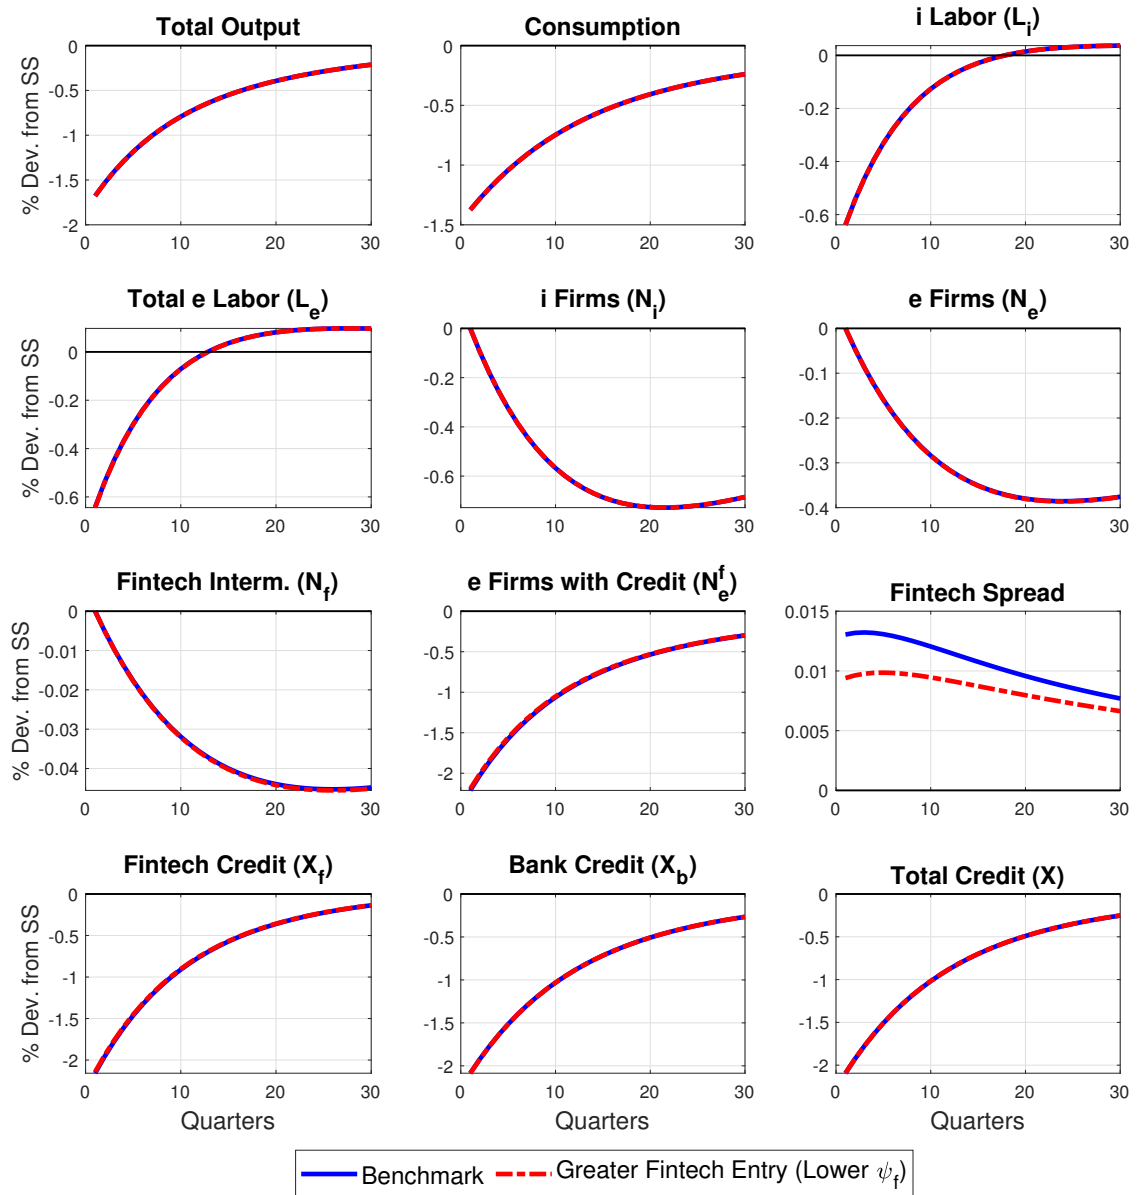 Total Output
Consumption
i Labor (L_i)
% Dev. from SS
0
-0.5
-1
-1.5
-2
0 10 20 30
0
-0.5
-1
-1.5
0 10 20 30
0
-0.2
-0.4
-0.6
0 10 20 30
Total e Labor (L_e)
i Firms (N_i)
e Firms (N_e)
% Dev. from SS
0
-0.2
-0.4
-0.6
0 10 20 30
0
-0.2
-0.4
-0.6
0 10 20 30
0
-0.1
-0.2
-0.3
-0.4
0 10 20 30
Fintech Interm. (N_f)
e Firms with Credit (N_e^f)
Fintech Spread
% Dev. from SS
0
-0.01
-0.02
-0.03
-0.04
0 10 20 30
0
-0.5
-1
-1.5
-2
0 10 20 30
0.015
0.01
0.005
0
0 10 20 30
Fintech Credit (X_f)
Bank Credit (X_b)
Total Credit (X)
% Dev. from SS
0
-0.5
-1
-1.5
-2
0 10 20 30
Quarters
0
-0.5
-1
-1.5
-2
0 10 20 30
Quarters
0
-0.5
-1
-1.5
-2
0 10 20 30
Quarters
Benchmark
Greater Fintech Entry (Lower ψ_f)